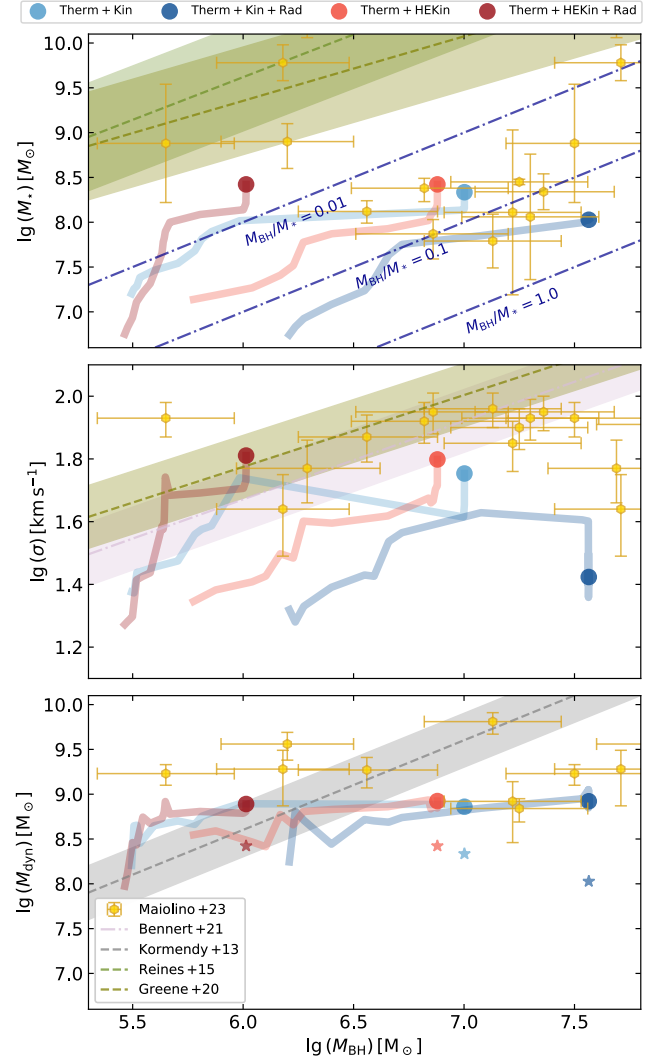 Therm + Kin Therm + Kin + Rad Therm + HEKin Therm + HEKin + Rad
10.0
9.5
9.0
8.5
8.0
7.5
7.0
lg (M⋆) [M⊙]
M_BH/M_* = 0.01
M_BH/M_* = 0.1
M_BH/M_* = 1.0
2.0
1.8
1.6
1.4
1.2
lg (σ) [km s⁻¹]
10.0
9.5
9.0
8.5
8.0
7.5
7.0
lg (M_dyn) [M⊙]
Maiolino +23
Bennert +21
Kormendy +13
Reines +15
Greene +20
5.5 6.0 6.5 7.0 7.5
lg (M_BH) [M⊙]